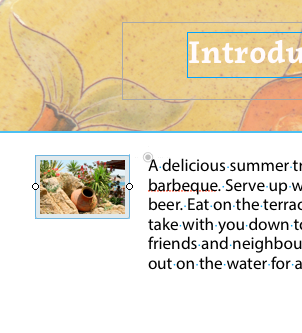 Introdu
A delicious summer tr
barbeque. Serve up w
beer. Eat on the terrac
take with you down to
friends and neighbou
out on the water for a